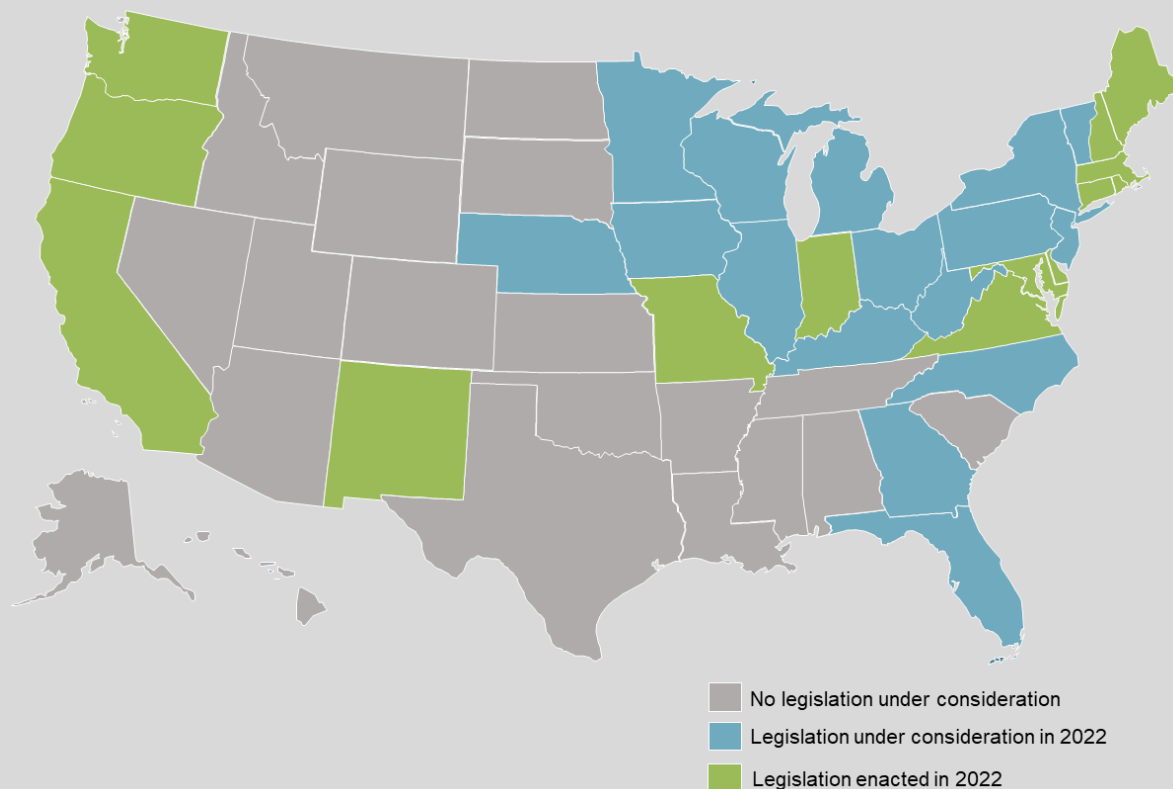 No legislation under consideration
Legislation under consideration in 2022
Legislation enacted in 2022